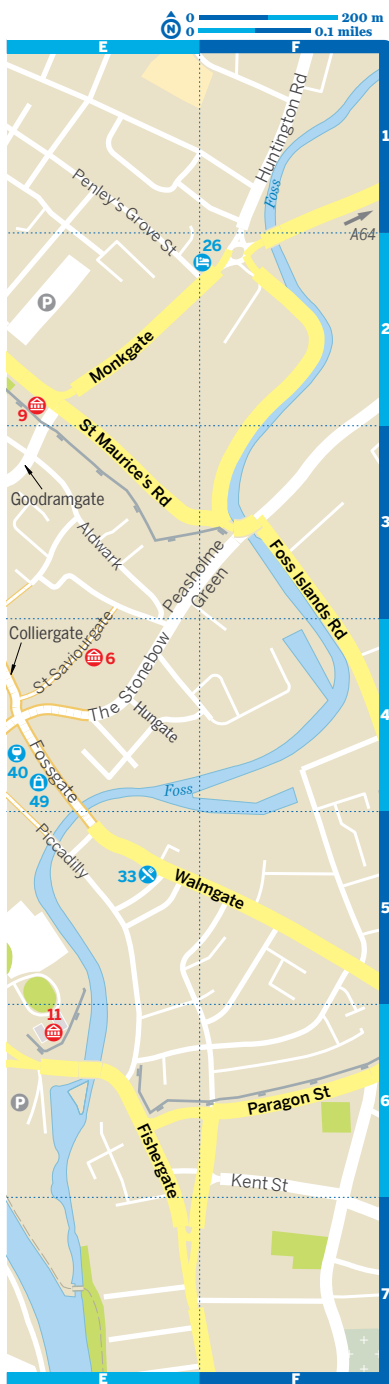 N
0 200 m
0 0.1 miles
E F
1
Huntington Rd
Foss
Penley's Grove St
A64
26
P
2
Monkgate
9
St Maurice's Rd
Goodramgate
3
Aldwark
Peasholme
Green
Foss Islands Rd
Colliergate
St Saviourgate
6
The Stonebow
Hungate
4
40
Fossgate
49
Foss
Piccadilly
33
Walmgate
5
11
P
6
Paragon St
Fishergate
Kent St
7
E F